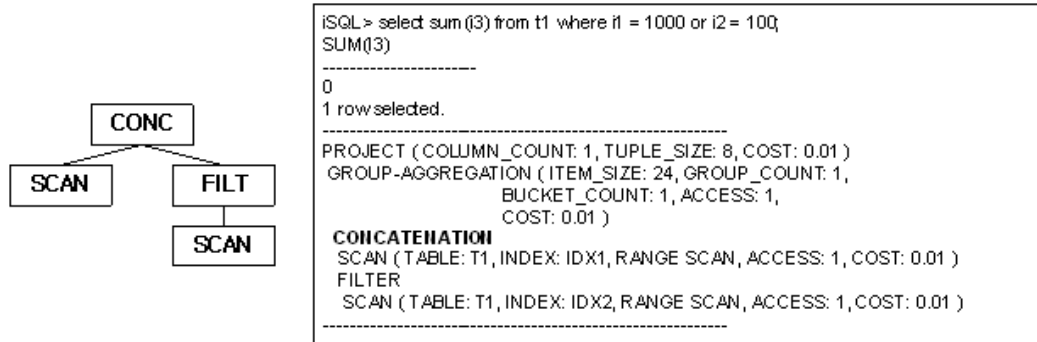 CONC
SCAN
FILT
SCAN
iSQL> select sum(i3) from t1 where i1 = 1000 or i2 = 100;
SUM(I3)
-----------------------
0
1 row selected.
------------------------------------------------------------
PROJECT ( COLUMN_COUNT: 1, TUPLE_SIZE: 8, COST: 0.01 )
GROUP-AGGREGATION ( ITEM_SIZE: 24, GROUP_COUNT: 1,
BUCKET_COUNT: 1, ACCESS: 1,
COST: 0.01 )
CONCATENATION
SCAN ( TABLE: T1, INDEX: IDX1, RANGE SCAN, ACCESS: 1, COST: 0.01 )
FILTER
SCAN ( TABLE: T1, INDEX: IDX2, RANGE SCAN, ACCESS: 1, COST: 0.01 )
------------------------------------------------------------